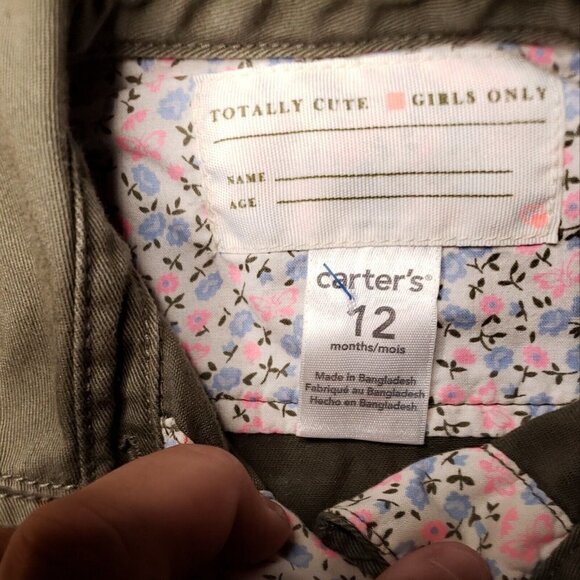 TOTALLY CUTE GIRLS ONLY
NAME
AGE
carter's®
12
months/mois
Made in Bangladesh
Fabriqué au Bangladesh
Hecho en Bangladesh